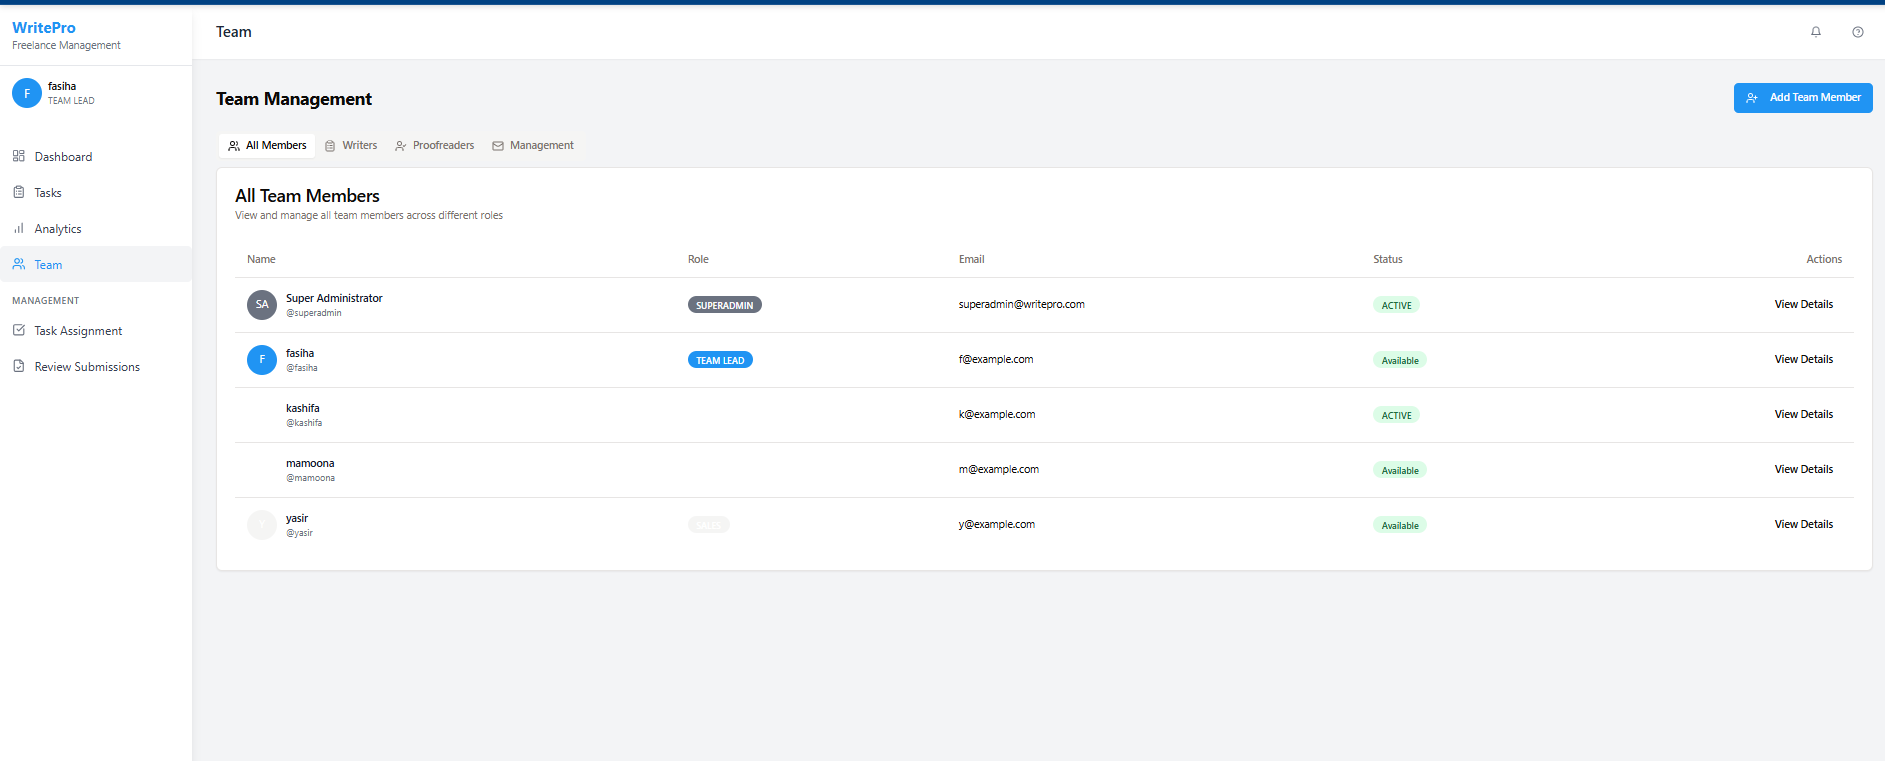 WritePro
Freelance Management
F
fasiha
TEAM LEAD
Dashboard
Tasks
Analytics
Team
MANAGEMENT
Task Assignment
Review Submissions
Team
Team Management
Add Team Member
All Members
Writers
Proofreaders
Management
All Team Members
View and manage all team members across different roles
Name Role Email Status Actions
SA Super Administrator SUPERADMIN superadmin@writepro.com ACTIVE View Details
@superadmin
F fasiha TEAM LEAD f@example.com Available View Details
@fasiha
kashifa k@example.com ACTIVE View Details
@kashifa
mamoona m@example.com Available View Details
@mamoona
Y yasir SALES y@example.com Available View Details
@yasir